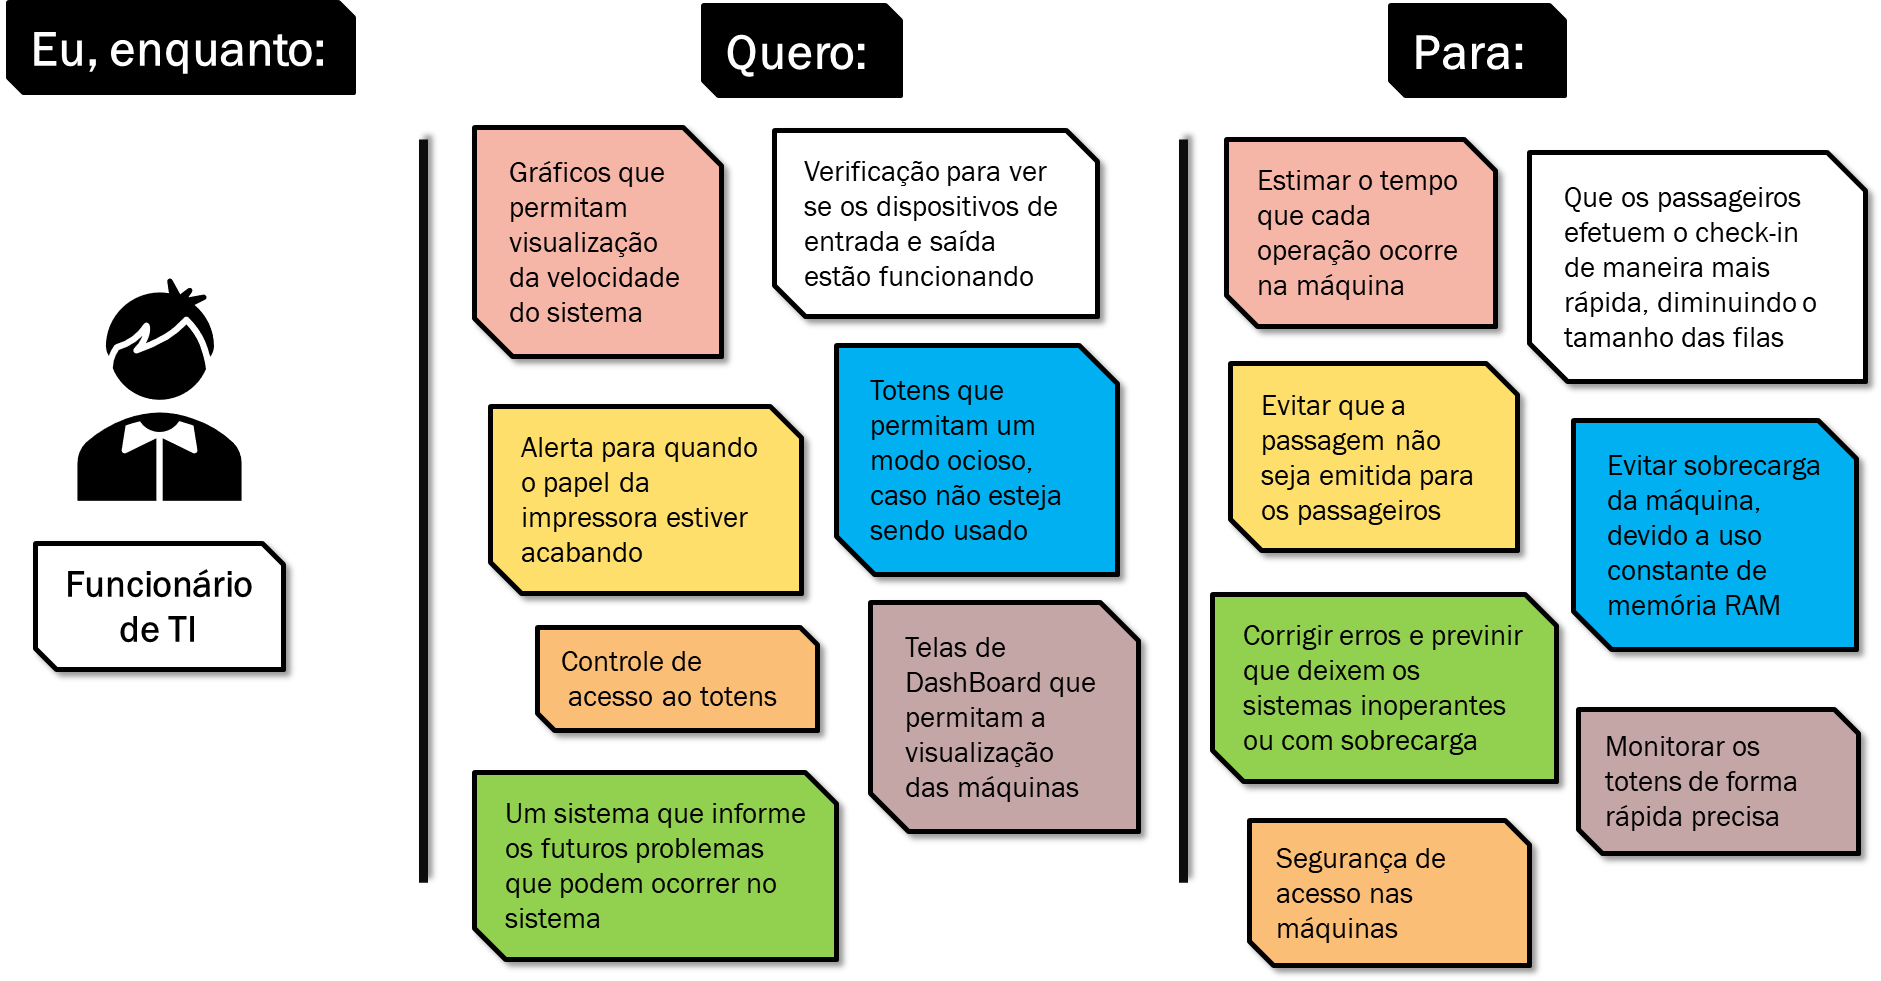 Eu, enquanto:
Funcionário
de TI
Quero:
Gráficos que
permitam
visualização
da velocidade
do sistema
Verificação para ver
se os dispositivos de
entrada e saída
estão funcionando
Alerta para quando
o papel da
impressora estiver
acabando
Totens que
permitam um
modo ocioso,
caso não esteja
sendo usado
Controle de
acesso ao totens
Telas de
DashBoard que
permitam a
visualização
das máquinas
Um sistema que informe
os futuros problemas
que podem ocorrer no
sistema
Para:
Estimar o tempo
que cada
operação ocorre
na máquina
Que os passageiros
efetuem o check-in
de maneira mais
rápida, diminuindo o
tamanho das filas
Evitar que a
passagem não
seja emitida para
os passageiros
Evitar sobrecarga
da máquina,
devido a uso
constante de
memória RAM
Corrigir erros e previnir
que deixem os
sistemas inoperantes
ou com sobrecarga
Monitorar os
totens de forma
rápida precisa
Segurança de
acesso nas
máquinas